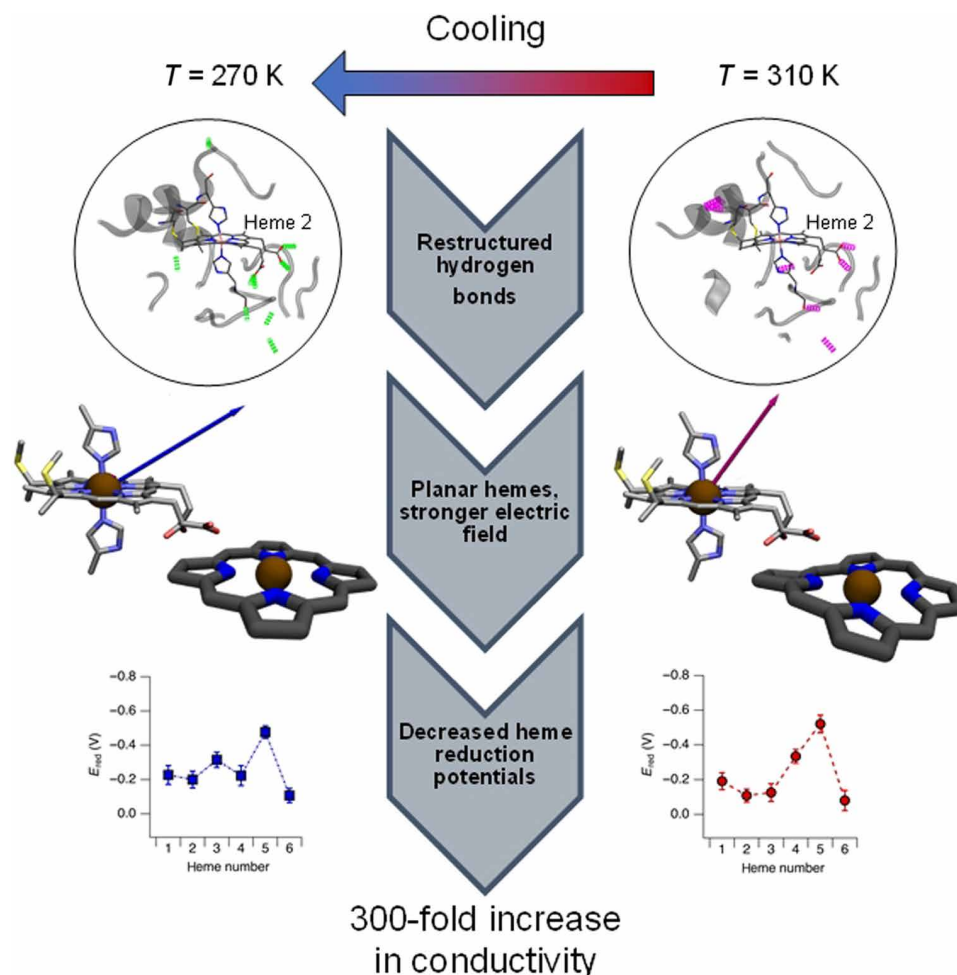 Cooling
T = 270 K
T = 310 K
Heme 2
Heme 2
Restructured
hydrogen
bonds
Planar hemes,
stronger electric
field
Decreased heme
reduction
potentials
−0.8
−0.6
−0.4
−0.2
0.0
Ered (V)
1 2 3 4 5 6
Heme number
−0.8
−0.6
−0.4
−0.2
0.0
Ered (V)
1 2 3 4 5 6
Heme number
300-fold increase
in conductivity